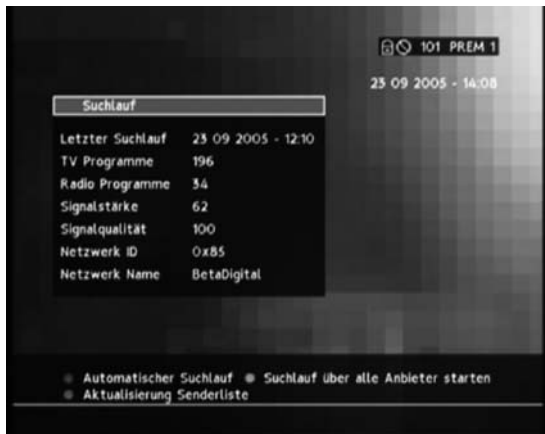 101 PREM 1
23 09 2005 - 14:08
Suchlauf
Letzter Suchlauf 23 09 2005 - 12:10
TV Programme 196
Radio Programme 34
Signalstärke 62
Signalqualität 100
Netzwerk ID 0x85
Netzwerk Name BetaDigital
Automatischer Suchlauf Suchlauf über alle Anbieter starten
Aktualisierung Senderliste